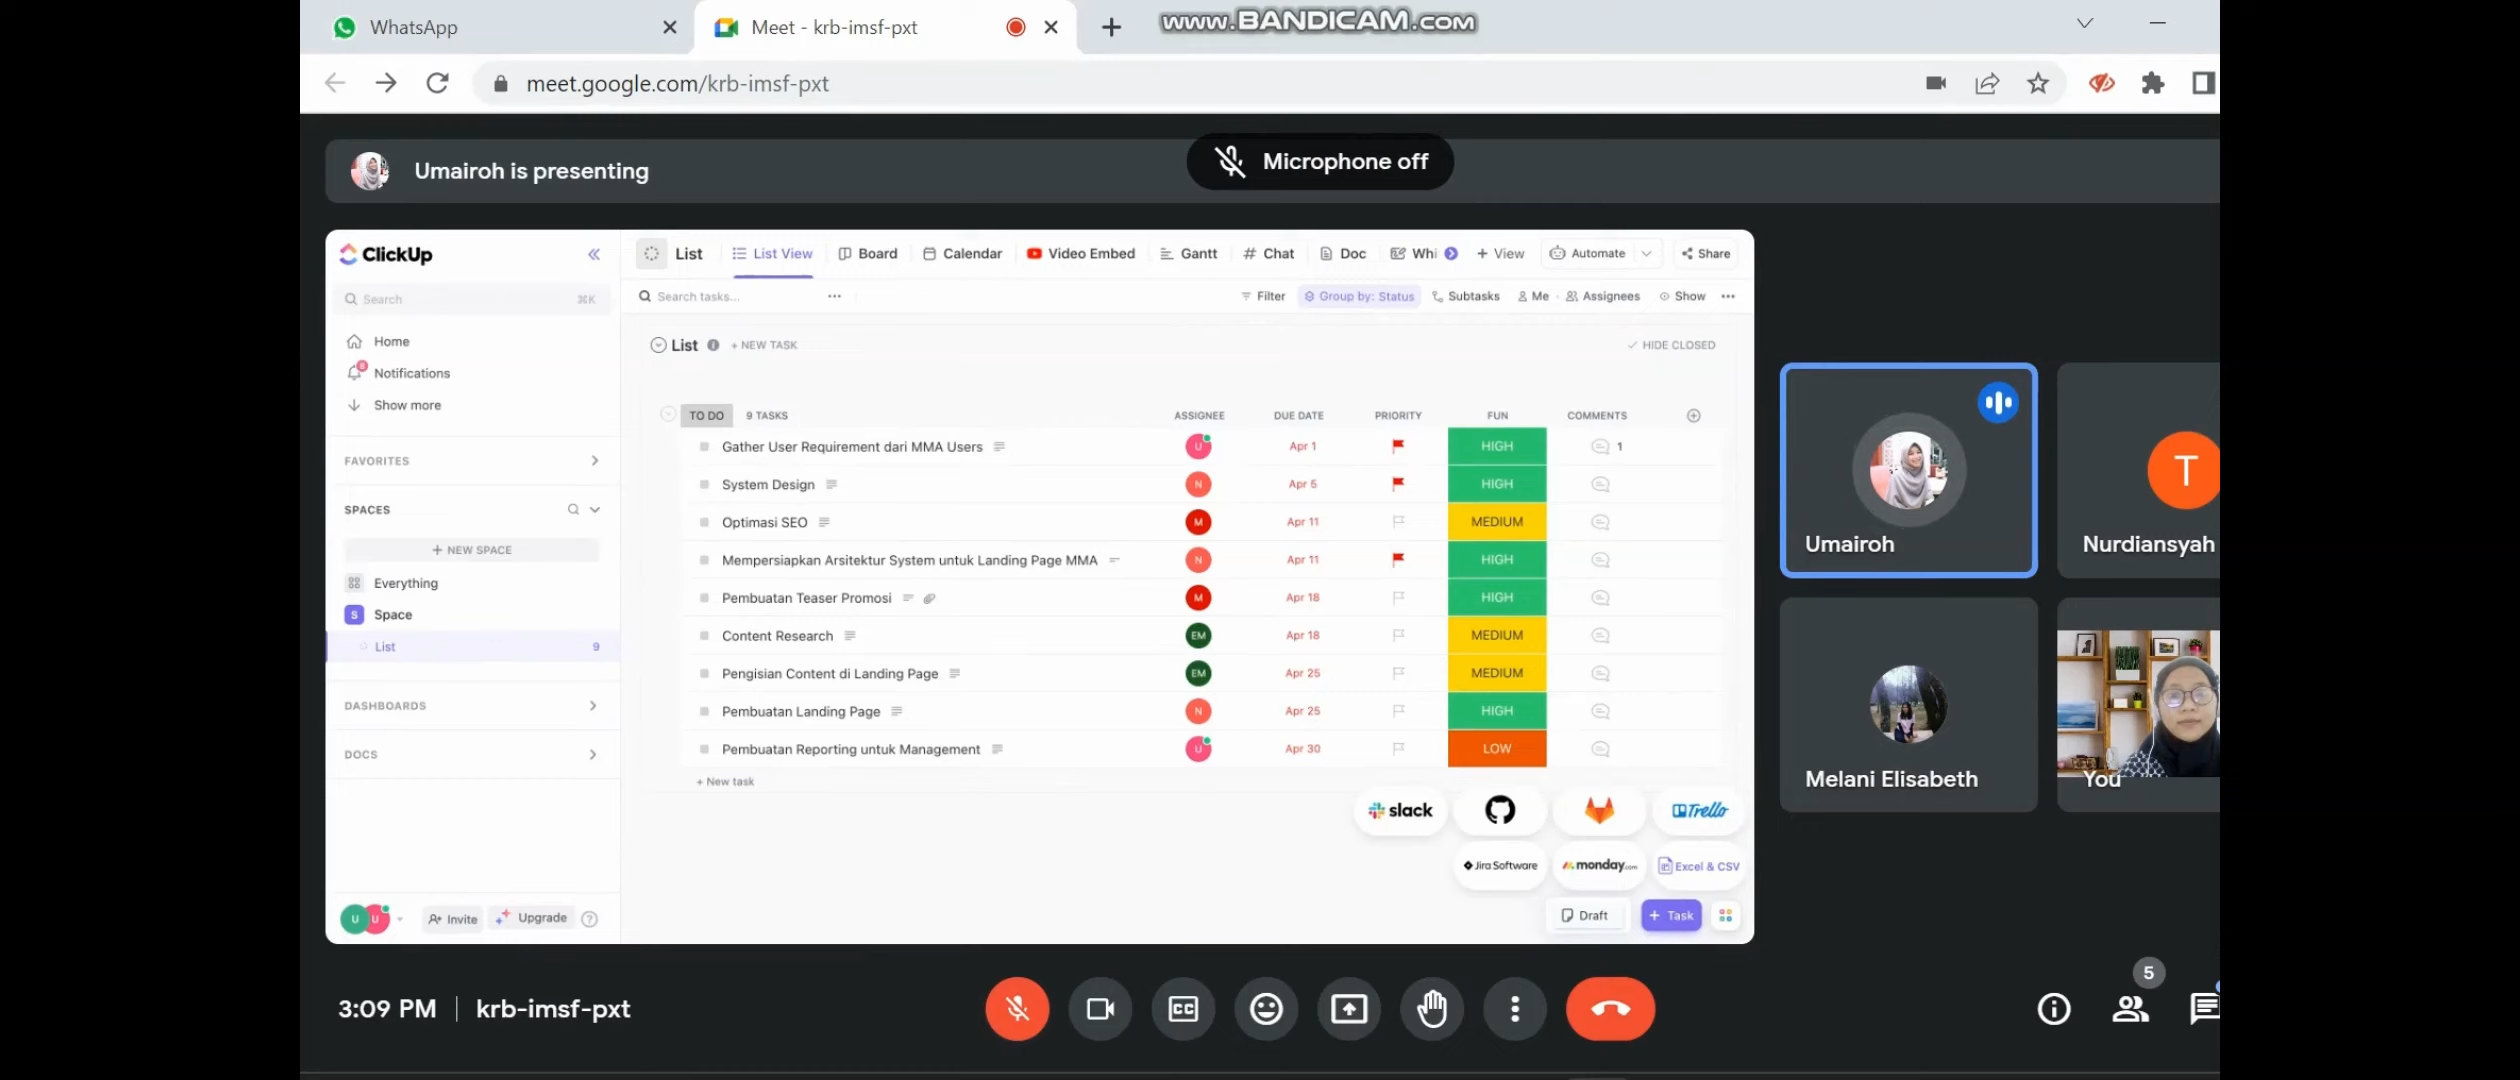 WhatsApp
Meet - krb-imsf-pxt
www.BANDICAM.com
meet.google.com/krb-imsf-pxt
Umairoh is presenting
Microphone off
ClickUp
List
List View
Board
Calendar
Video Embed
Gantt
Chat
Doc
Whi
+ View
Automate
Share
Search
⌘K
Search tasks...
Filter
Group by: Status
Subtasks
Me
Assignees
Show
Home
Notifications
Show more
List
+ NEW TASK
HIDE CLOSED
FAVORITES
SPACES
+ NEW SPACE
Everything
S Space
List 9
DASHBOARDS
DOCS
TO DO 9 TASKS ASSIGNEE DUE DATE PRIORITY FUN COMMENTS
Gather User Requirement dari MMA Users U Apr 1 HIGH 1
System Design N Apr 5 HIGH
Optimasi SEO M Apr 11 MEDIUM
Mempersiapkan Arsitektur System untuk Landing Page MMA N Apr 11 HIGH
Pembuatan Teaser Promosi M Apr 18 HIGH
Content Research EM Apr 18 MEDIUM
Pengisian Content di Landing Page EM Apr 25 MEDIUM
Pembuatan Landing Page N Apr 25 HIGH
Pembuatan Reporting untuk Management U Apr 30 LOW
+ New task
slack
Trello
Jira Software
monday.com
Excel & CSV
U U
Invite
Upgrade
?
Draft
+ Task
Umairoh
T
Nurdiansyah
Melani Elisabeth
You
3:09 PM
krb-imsf-pxt
CC
5